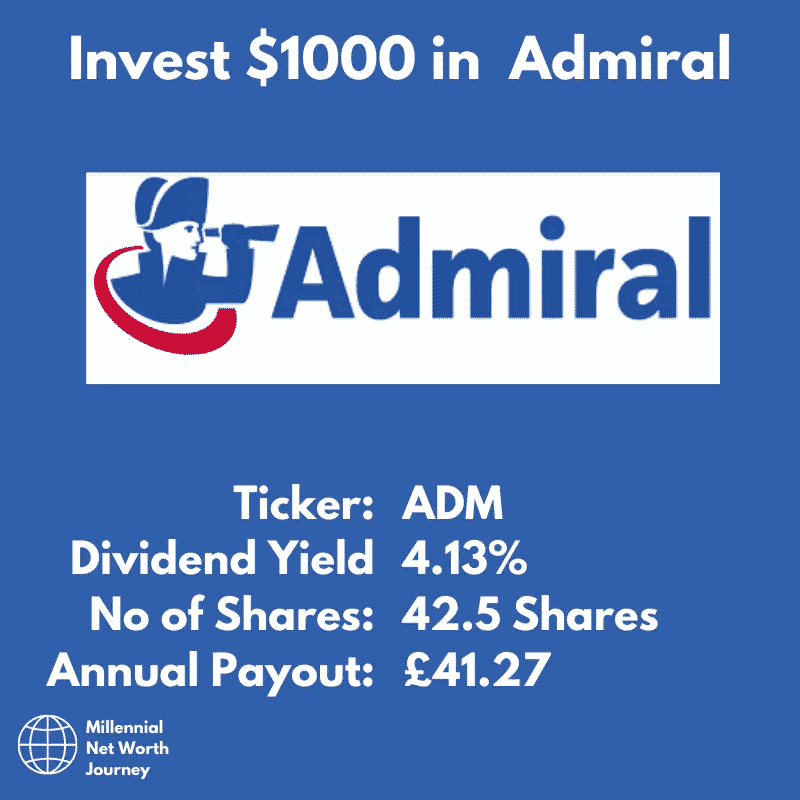 Invest $1000 in Admiral
Admiral
Ticker: ADM
Dividend Yield 4.13%
No of Shares: 42.5 Shares
Annual Payout: £41.27
Millennial
Net Worth
Journey